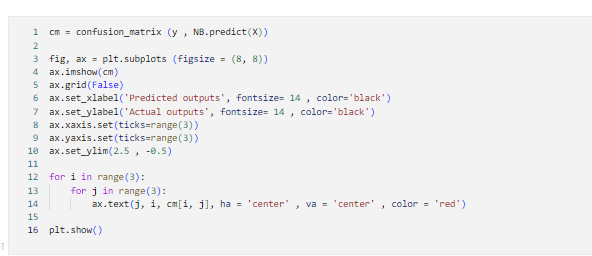 1 cm = confusion_matrix (y , NB.predict(X))
2
3 fig, ax = plt.subplots (figsize = (8, 8))
4 ax.imshow(cm)
5 ax.grid(False)
6 ax.set_xlabel('Predicted outputs', fontsize= 14 , color='black')
7 ax.set_ylabel('Actual outputs', fontsize= 14 , color='black')
8 ax.xaxis.set(ticks=range(3))
9 ax.yaxis.set(ticks=range(3))
10 ax.set_ylim(2.5 , -0.5)
11
12 for i in range(3):
13     for j in range(3):
14         ax.text(j, i, cm[i, j], ha = 'center' , va = 'center' , color = 'red')
15
16 plt.show()